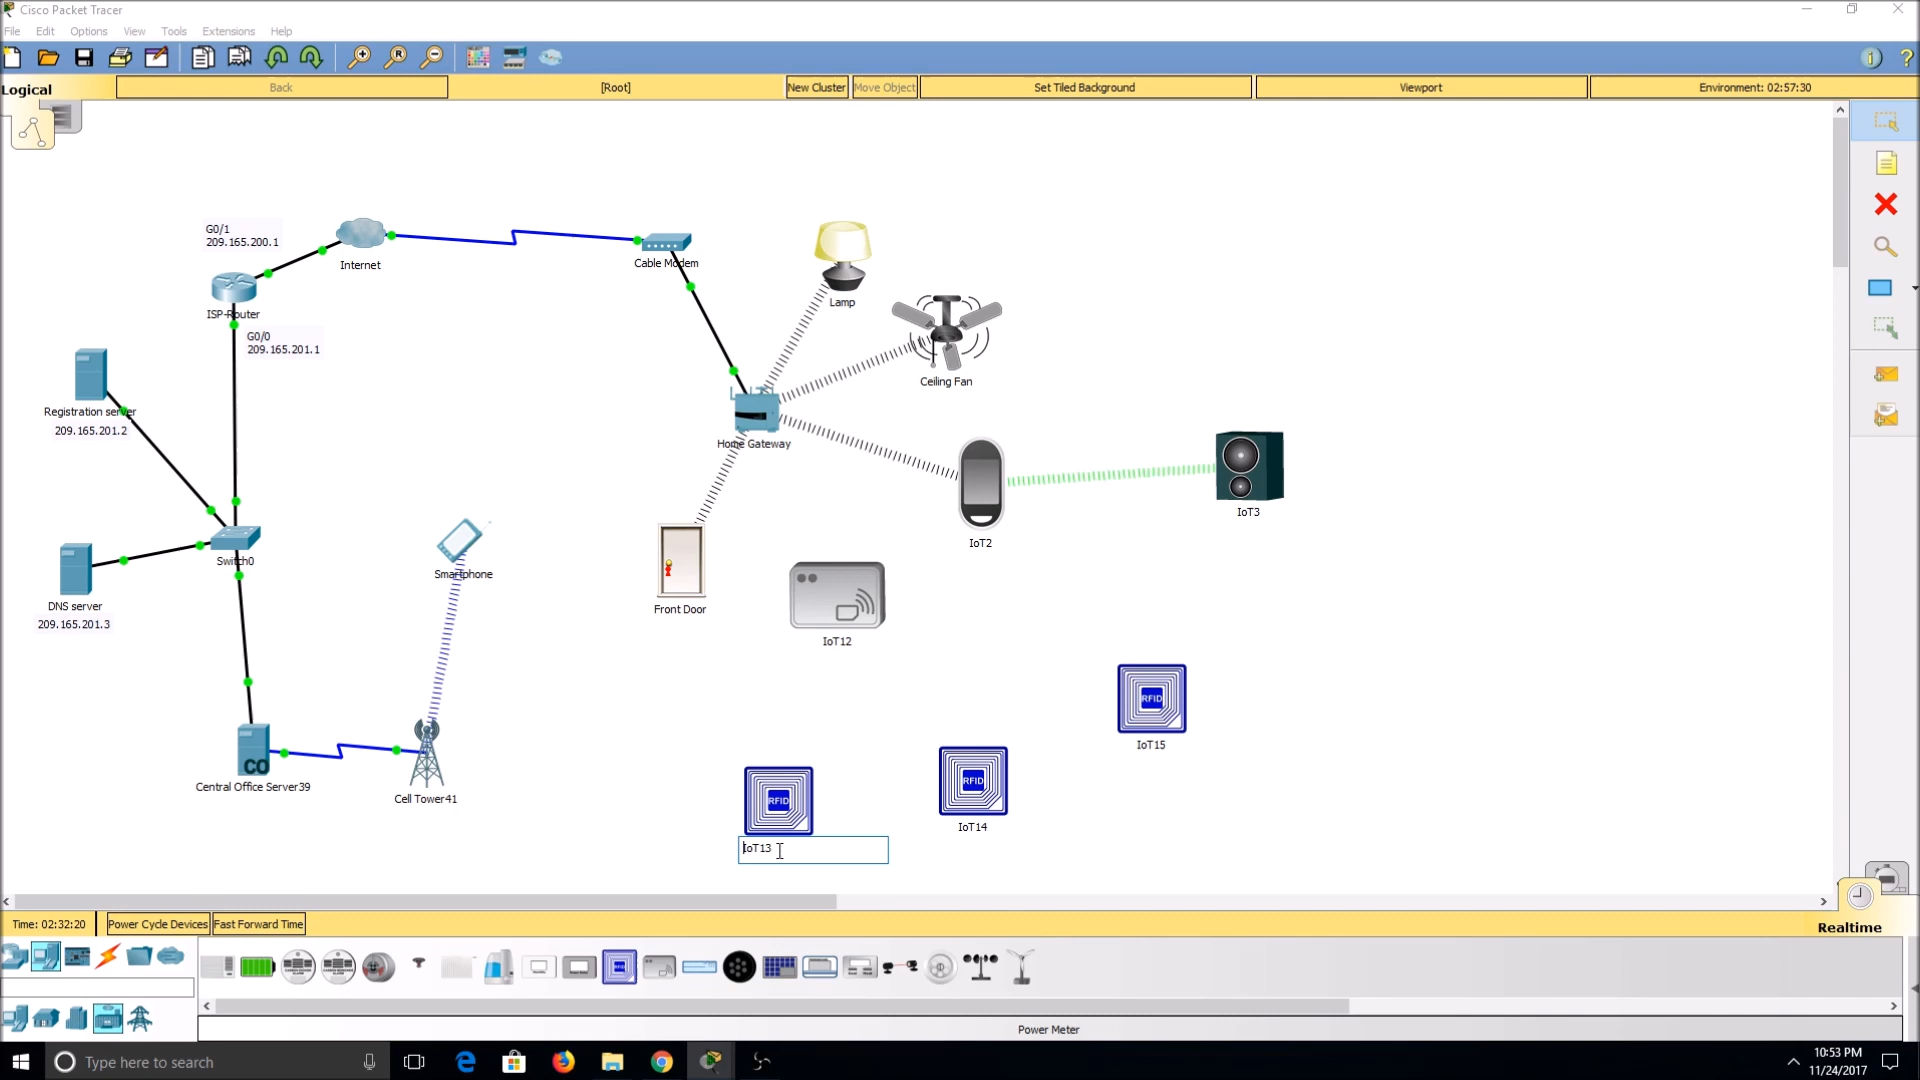 Cisco Packet Tracer
File Edit Options View Tools Extensions Help
Logical
Back
[Root]
New Cluster
Move Object
Set Tiled Background
Viewport
Environment: 02:57:30
G0/1
209.165.200.1
Internet
Cable Modem
ISP-Router
G0/0
209.165.201.1
Lamp
Ceiling Fan
Registration server
209.165.201.2
Home Gateway
IoT3
IoT2
Switch0
Smartphone
DNS server
209.165.201.3
Front Door
IoT12
RFID
IoT15
CO
Central Office Server39
Cell Tower41
RFID
IoT13
RFID
IoT14
Time: 02:32:20
Power Cycle Devices
Fast Forward Time
Realtime
Power Meter
Type here to search
10:53 PM
11/24/2017